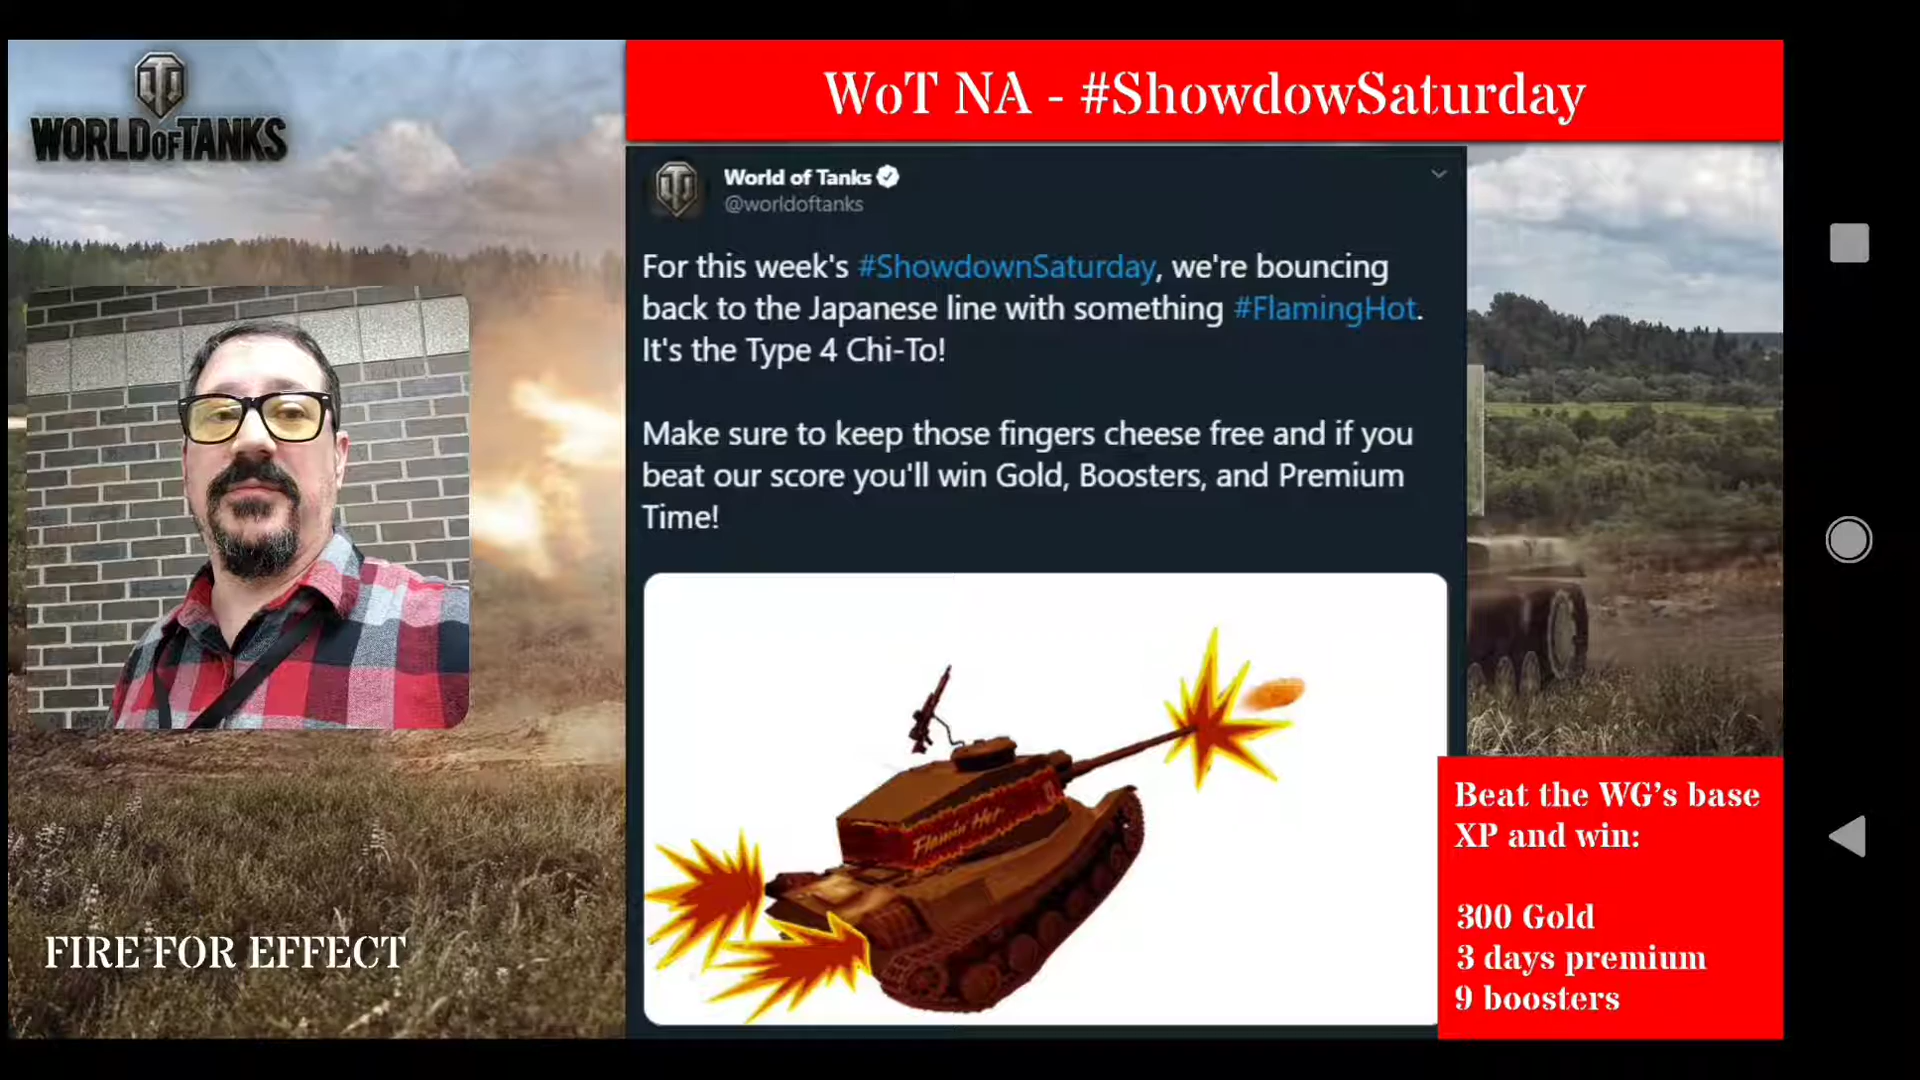 WORLD OF TANKS
WoT NA - #ShowdowSaturday
World of Tanks
@worldoftanks
For this week's #ShowdownSaturday, we're bouncing
back to the Japanese line with something #FlamingHot.
It's the Type 4 Chi-To!
Make sure to keep those fingers cheese free and if you
beat our score you'll win Gold, Boosters, and Premium
Time!
Flamin' Hot
Beat the WG's base
XP and win:
300 Gold
3 days premium
9 boosters
FIRE FOR EFFECT